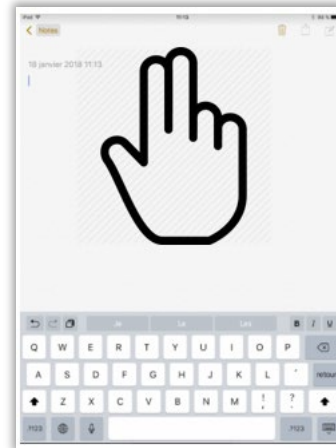 iPad 11:13
Notes
18 janvier 2018 11:13
Je Le Les B I U
Q W E R T Y U I O P
A S D F G H J K L '
retour
Z X C V B N M ! , ? .
.?123 .?123